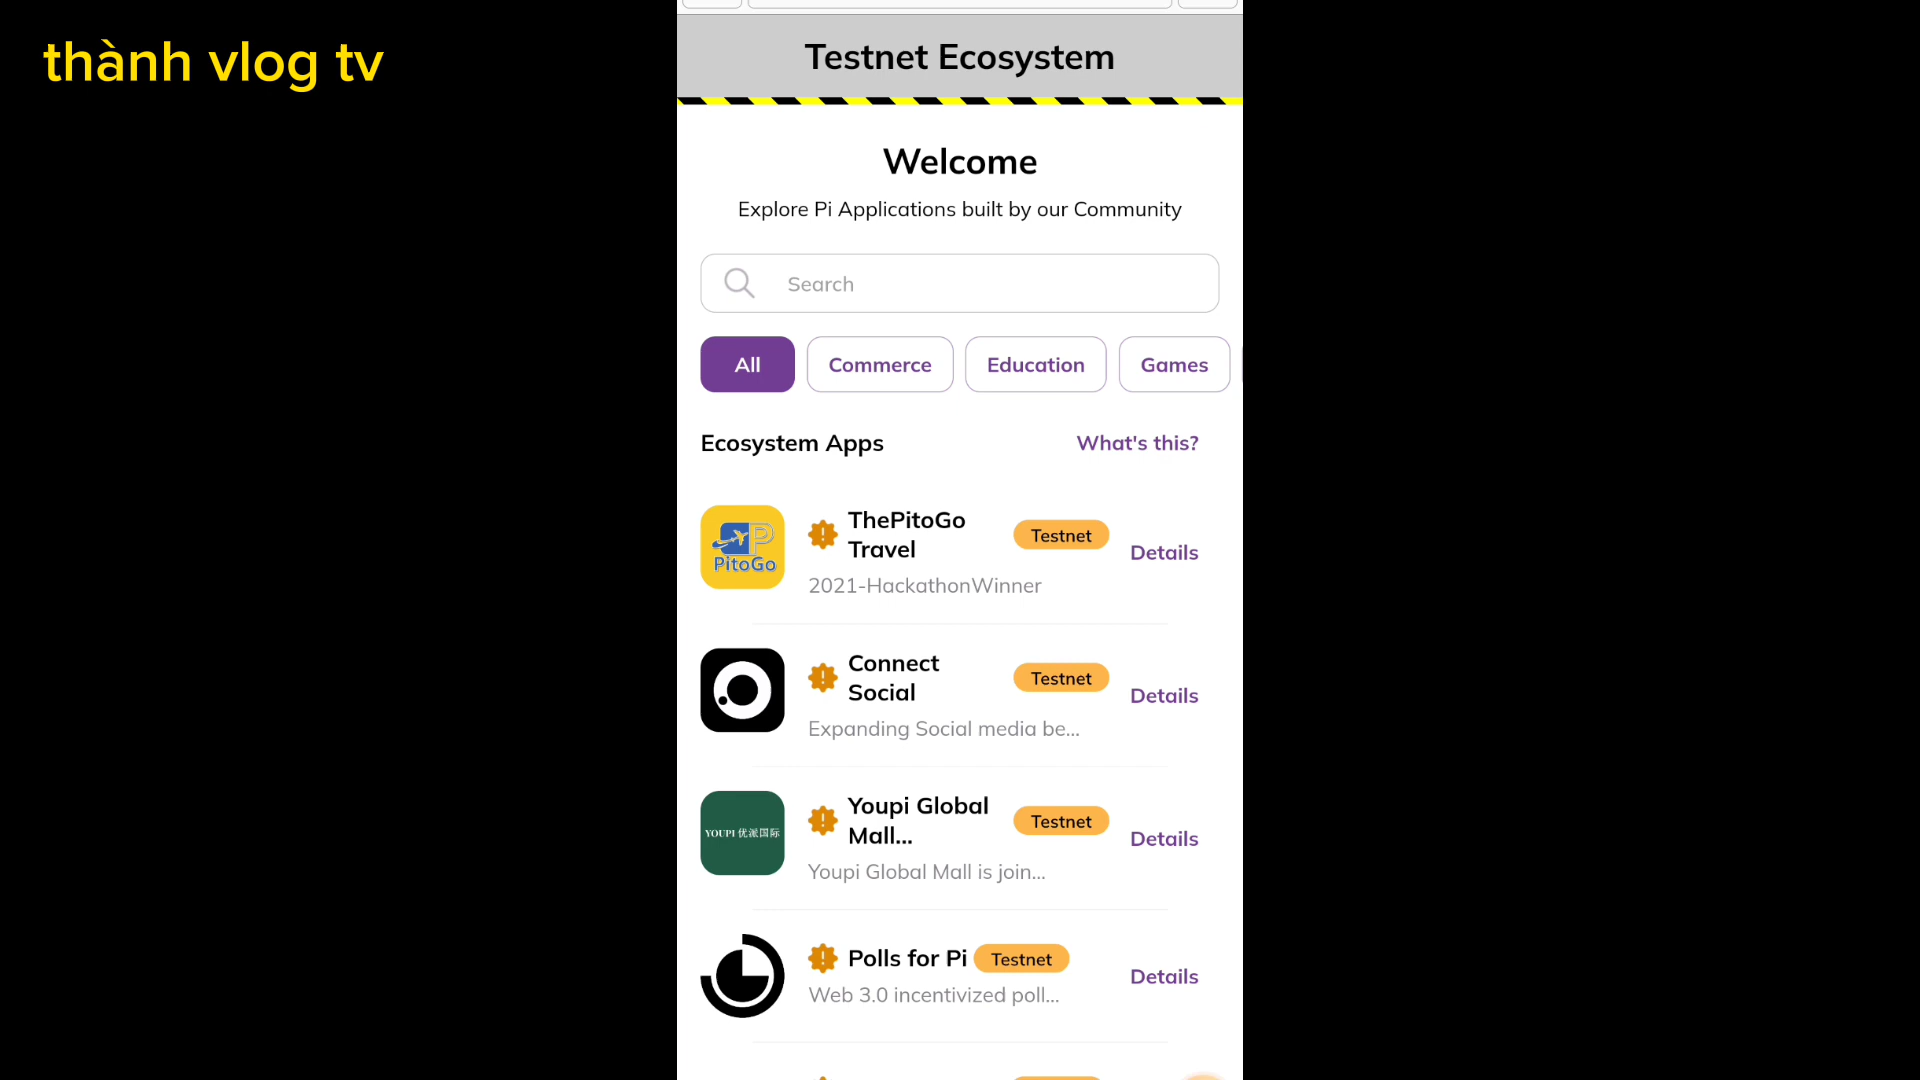 thành vlog tv
Testnet Ecosystem
Welcome
Explore Pi Applications built by our Community
Search
All
Commerce
Education
Games
Ecosystem Apps
What's this?
P
PitoGo
ThePitoGo
Travel
Testnet
Details
2021-HackathonWinner
Connect
Social
Testnet
Details
Expanding Social media be...
YOUPI 优派国际
Youpi Global
Mall...
Testnet
Details
Youpi Global Mall is join...
Polls for Pi
Testnet
Details
Web 3.0 incentivized poll...